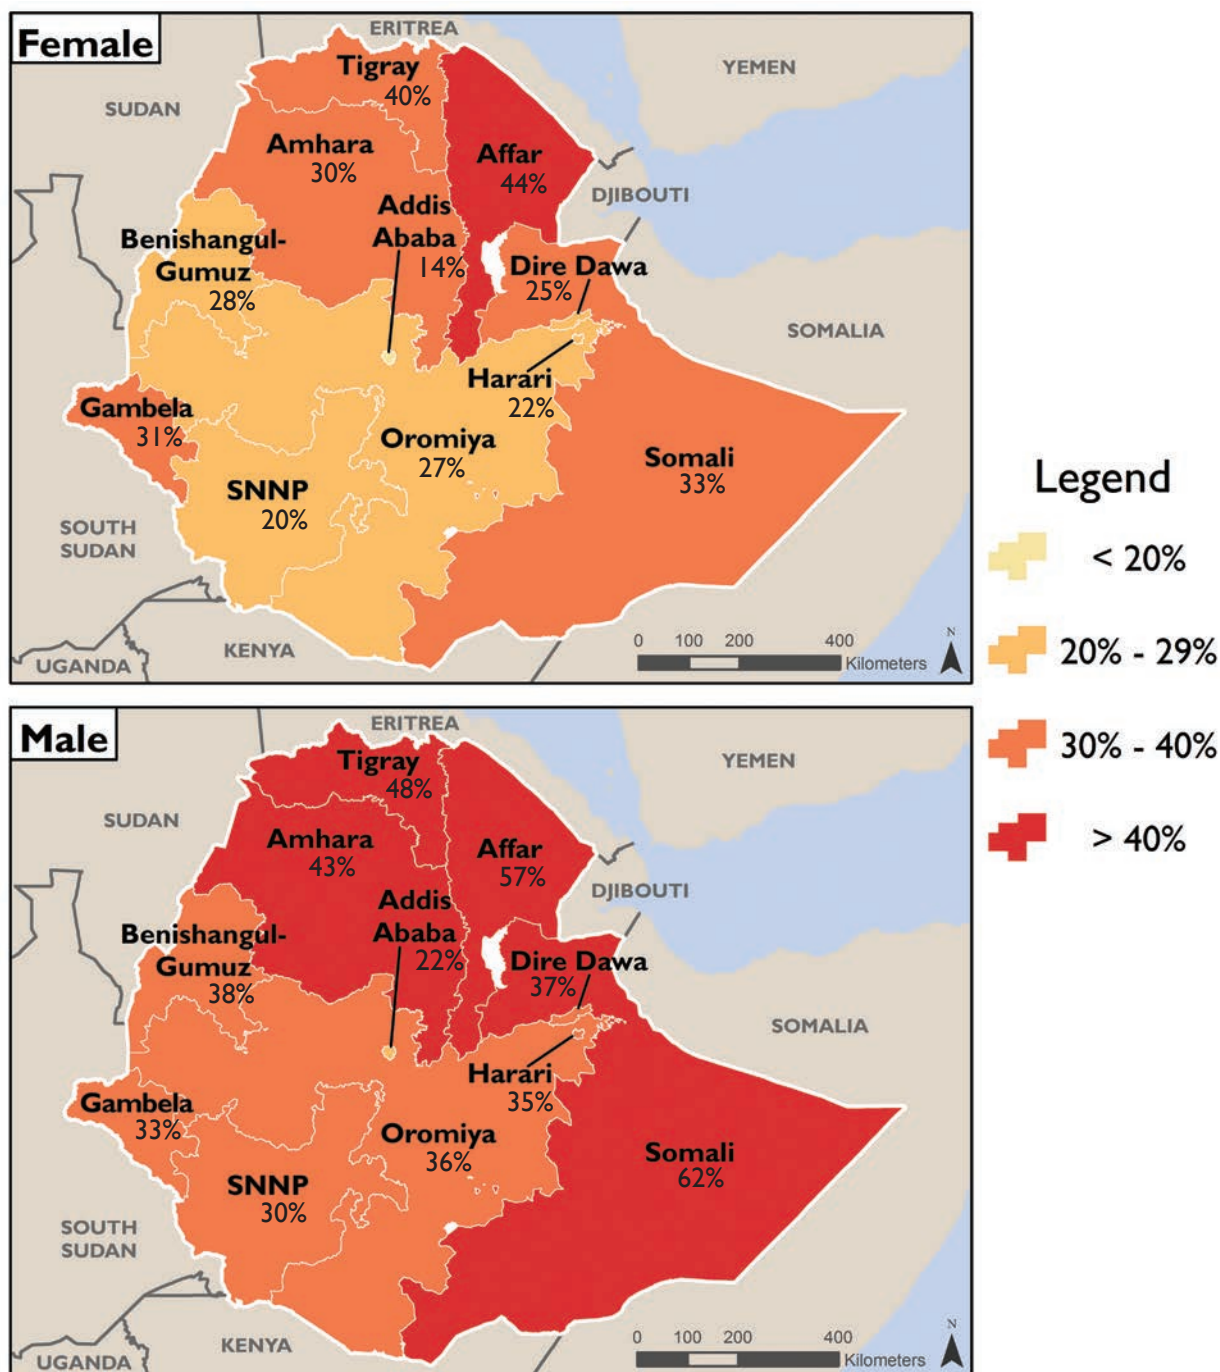 Female
ERITREA
YEMEN
SUDAN
Tigray
40%
Amhara
30%
Affar
44%
DJIBOUTI
Addis
Ababa
14%
Benishangul-
Gumuz
28%
Dire Dawa
25%
SOMALIA
Harari
22%
Gambela
31%
Oromiya
27%
Somali
33%
SNNP
20%
SOUTH
SUDAN
KENYA
UGANDA
0 100 200 400
Kilometers
N
Legend
< 20%
20% - 29%
30% - 40%
> 40%
Male
ERITREA
YEMEN
SUDAN
Tigray
48%
Amhara
43%
Affar
57%
DJIBOUTI
Addis
Ababa
22%
Benishangul-
Gumuz
38%
Dire Dawa
37%
SOMALIA
Harari
35%
Gambela
33%
Oromiya
36%
Somali
62%
SNNP
30%
SOUTH
SUDAN
KENYA
UGANDA
0 100 200 400
Kilometers
N